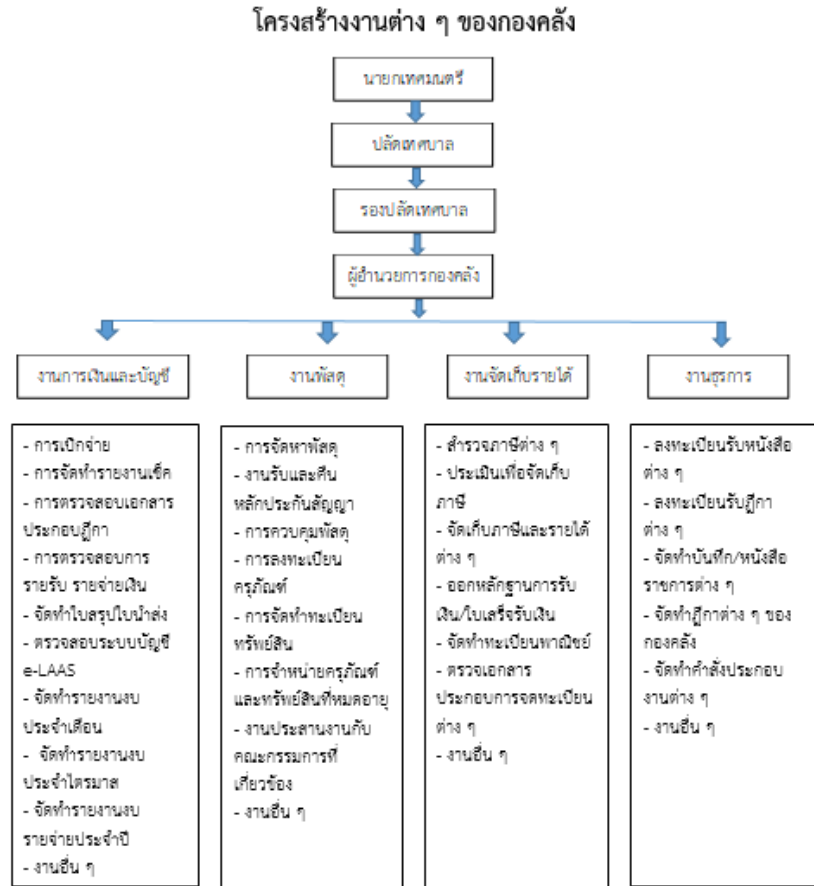 โครงสร้างงานต่าง ๆ ของกองคลัง
นายกเทศมนตรี
ปลัดเทศบาล
รองปลัดเทศบาล
ผู้อำนวยการกองคลัง
งานการเงินและบัญชี
งานพัสดุ
งานจัดเก็บรายได้
งานธุรการ
- การเบิกจ่าย
- การจัดทำรายงานเช็ค
- การตรวจสอบเอกสาร
ประกอบฎีกา
- การตรวจสอบการ
รายรับ รายจ่ายเงิน
- จัดทำใบสรุปใบนำส่ง
- ตรวจสอบระบบบัญชี
e-LAAS
- จัดทำรายงานงบ
ประจำเดือน
- จัดทำรายงานงบ
ประจำไตรมาส
- จัดทำรายงานงบ
รายจ่ายประจำปี
- งานอื่น ๆ
- การจัดหาพัสดุ
- งานรับและคืน
หลักประกันสัญญา
- การควบคุมพัสดุ
- การลงทะเบียน
ครุภัณฑ์
- การจัดทำทะเบียน
ทรัพย์สิน
- การจำหน่ายครุภัณฑ์
และทรัพย์สินที่หมดอายุ
- งานประสานงานกับ
คณะกรรมการที่
เกี่ยวข้อง
- งานอื่น ๆ
- สำรวจภาษีต่าง ๆ
- ประเมินเพื่อจัดเก็บ
ภาษี
- จัดเก็บภาษีและรายได้
ต่าง ๆ
- ออกหลักฐานการรับ
เงิน/ใบเสร็จรับเงิน
- จัดทำทะเบียนพาณิชย์
- ตรวจเอกสาร
ประกอบการจดทะเบียน
ต่าง ๆ
- งานอื่น ๆ
- ลงทะเบียนรับหนังสือ
ต่าง ๆ
- ลงทะเบียนรับฎีกา
ต่าง ๆ
- จัดทำบันทึก/หนังสือ
ราชการต่าง ๆ
- จัดทำฎีกาต่าง ๆ ของ
กองคลัง
- จัดทำคำสั่งประกอบ
งานต่าง ๆ
- งานอื่น ๆ